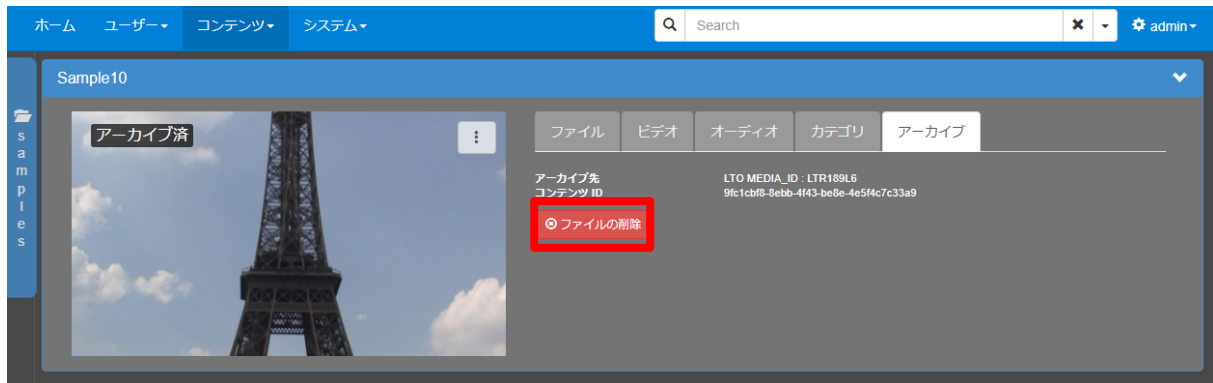 ホーム ユーザー コンテンツ システム Search admin
Sample10
samples
アーカイブ済
ファイル ビデオ オーディオ カテゴリ アーカイブ
アーカイブ先 LTO MEDIA_ID : LTR189L6
コンテンツ ID 9fc1cbf8-8ebb-4f43-be8e-4e5f4c7c33a9
ファイルの削除